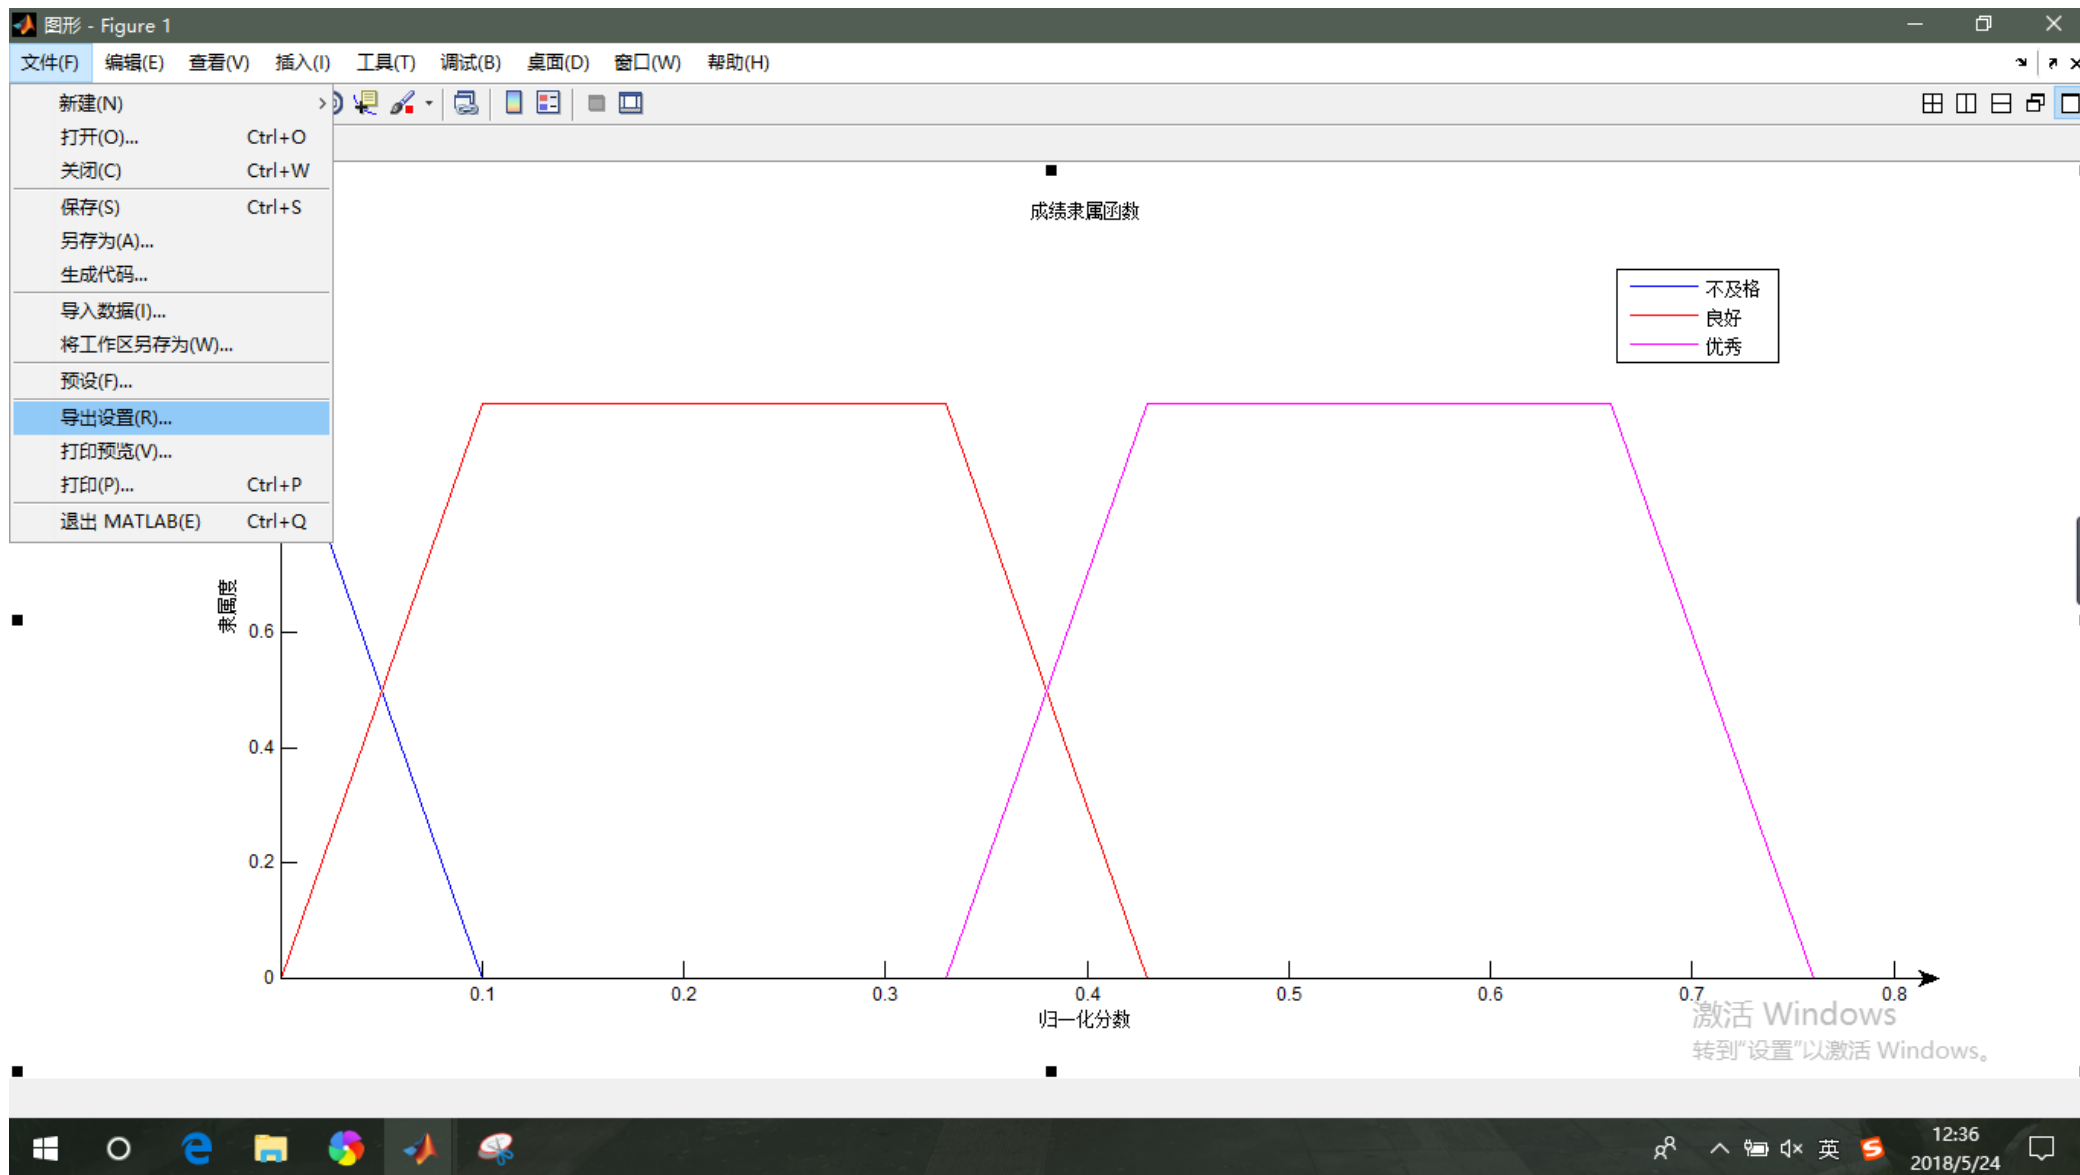 图形 - Figure 1
文件(F) 编辑(E) 查看(V) 插入(I) 工具(T) 调试(B) 桌面(D) 窗口(W) 帮助(H)
新建(N)
打开(O)... Ctrl+O
关闭(C) Ctrl+W
保存(S) Ctrl+S
另存为(A)...
生成代码...
导入数据(I)...
将工作区另存为(W)...
预设(F)...
导出设置(R)...
打印预览(V)...
打印(P)... Ctrl+P
退出 MATLAB(E) Ctrl+Q
成绩隶属函数
不及格
良好
优秀
隶属度
0.6
0.4
0.2
0
0.1 0.2 0.3 0.4 0.5 0.6 0.7 0.8
归一化分数
激活 Windows
转到“设置”以激活 Windows。
英
12:36
2018/5/24